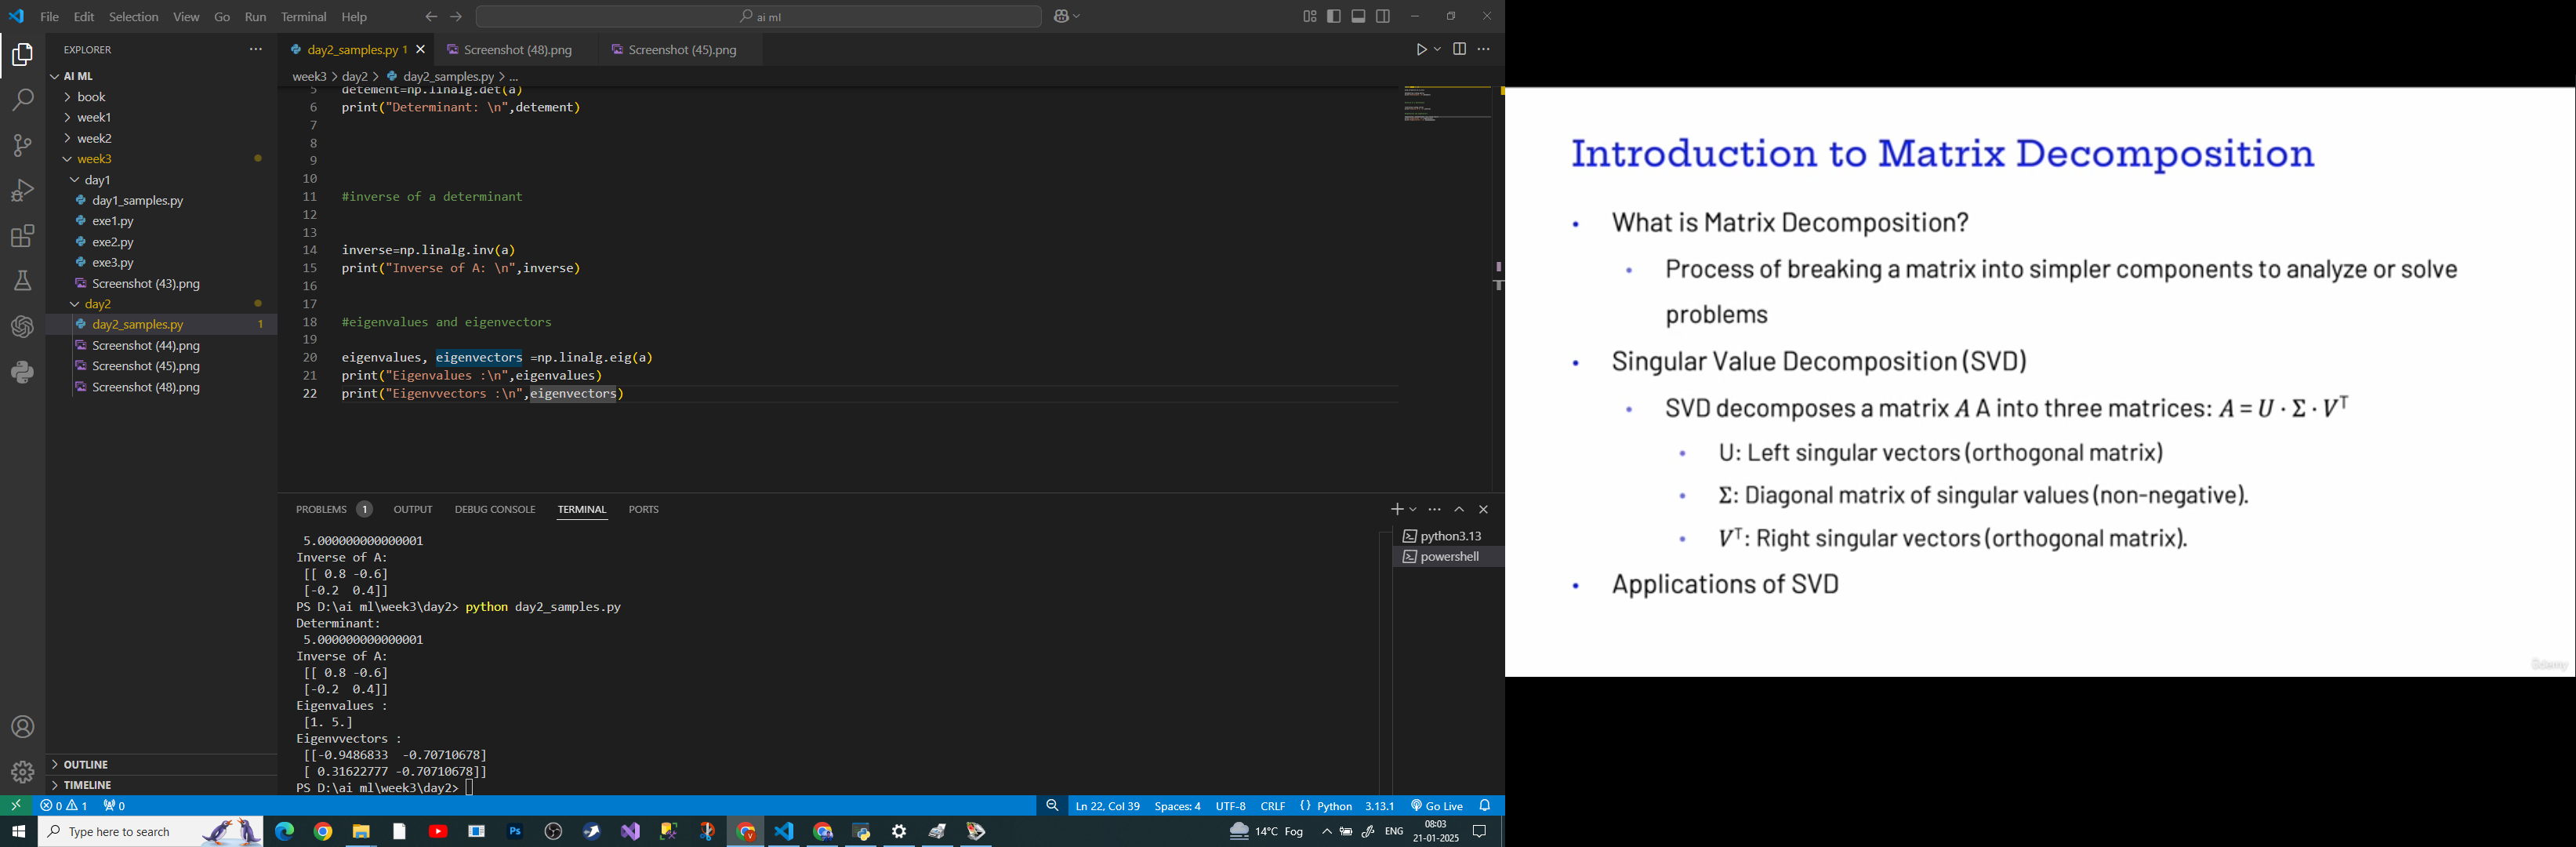 File Edit Selection View Go Run Terminal Help
ai ml
EXPLORER
AI ML
book
week1
week2
week3
day1
day1_samples.py
exe1.py
exe2.py
exe3.py
Screenshot (43).png
day2
day2_samples.py 1
Screenshot (44).png
Screenshot (45).png
Screenshot (48).png
OUTLINE
TIMELINE
day2_samples.py 1 Screenshot (48).png Screenshot (45).png
week3 > day2 > day2_samples.py > ...
5 detement=np.linalg.det(a)
6 print("Determinant: \n",detement)
7
8
9
10
11 #inverse of a determinant
12
13
14 inverse=np.linalg.inv(a)
15 print("Inverse of A: \n",inverse)
16
17
18 #eigenvalues and eigenvectors
19
20 eigenvalues, eigenvectors =np.linalg.eig(a)
21 print("Eigenvalues :\n",eigenvalues)
22 print("Eigenvvectors :\n",eigenvectors)
PROBLEMS 1 OUTPUT DEBUG CONSOLE TERMINAL PORTS
python3.13
powershell
5.000000000000001
Inverse of A:
[[ 0.8 -0.6]
[-0.2 0.4]]
PS D:\ai ml\week3\day2> python day2_samples.py
Determinant:
5.000000000000001
Inverse of A:
[[ 0.8 -0.6]
[-0.2 0.4]]
Eigenvalues :
[1. 5.]
Eigenvvectors :
[[-0.9486833 -0.70710678]
[ 0.31622777 -0.70710678]]
PS D:\ai ml\week3\day2>
0 1 0 Ln 22, Col 39 Spaces: 4 UTF-8 CRLF {} Python 3.13.1 Go Live
Type here to search
Ps
14°C Fog ENG
08:03
21-01-2025
Introduction to Matrix Decomposition
• What is Matrix Decomposition?
• Process of breaking a matrix into simpler components to analyze or solve
problems
• Singular Value Decomposition (SVD)
• SVD decomposes a matrix A A into three matrices: A = U · Σ · Vᵀ
• U: Left singular vectors (orthogonal matrix)
• Σ: Diagonal matrix of singular values (non-negative).
• Vᵀ: Right singular vectors (orthogonal matrix).
• Applications of SVD
Udemy